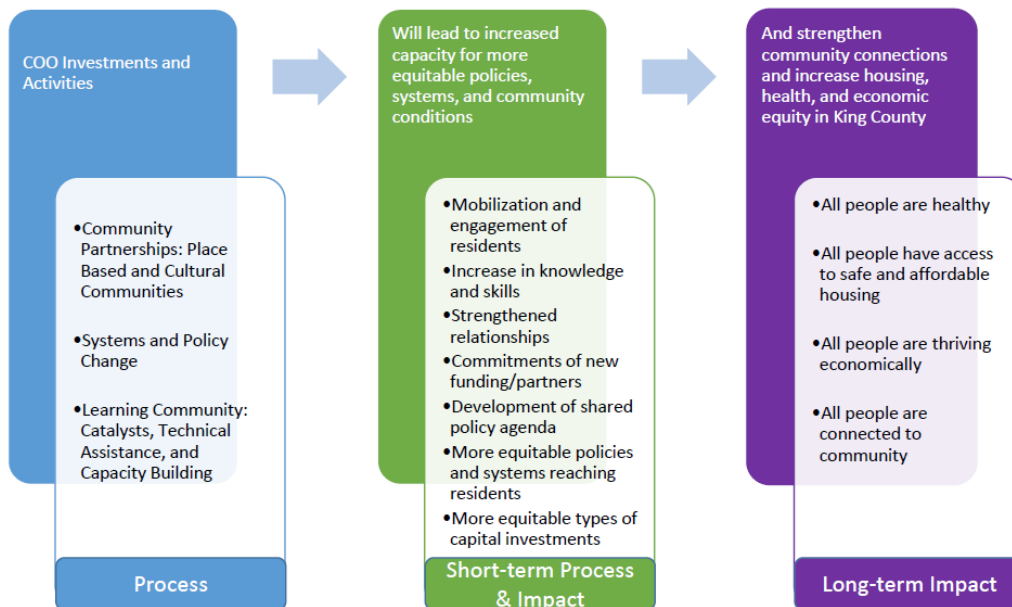 COO Investments and
Activities
•Community
Partnerships: Place
Based and Cultural
Communities
•Systems and Policy
Change
•Learning Community:
Catalysts, Technical
Assistance, and
Capacity Building
Process
Will lead to increased
capacity for more
equitable policies,
systems, and community
conditions
•Mobilization and
engagement of
residents
•Increase in knowledge
and skills
•Strengthened
relationships
•Commitments of new
funding/partners
•Development of shared
policy agenda
•More equitable policies
and systems reaching
residents
•More equitable types of
capital investments
Short-term Process
& Impact
And strengthen
community connections
and increase housing,
health, and economic
equity in King County
•All people are healthy
•All people have access
to safe and affordable
housing
•All people are thriving
economically
•All people are
connected to
community
Long-term Impact